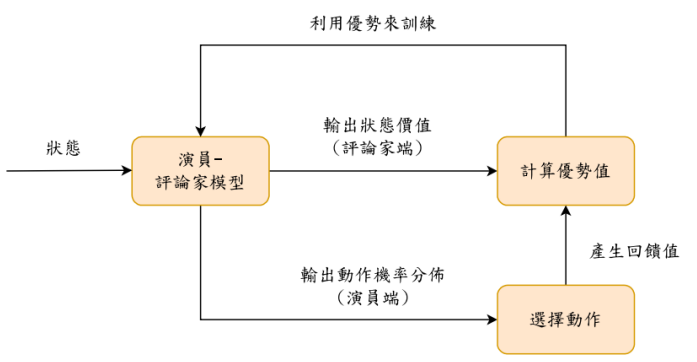 利用優勢來訓練
狀態
演員-
評論家模型
輸出狀態價值
(評論家端)
計算優勢值
產生回饋值
輸出動作機率分佈
(演員端)
選擇動作